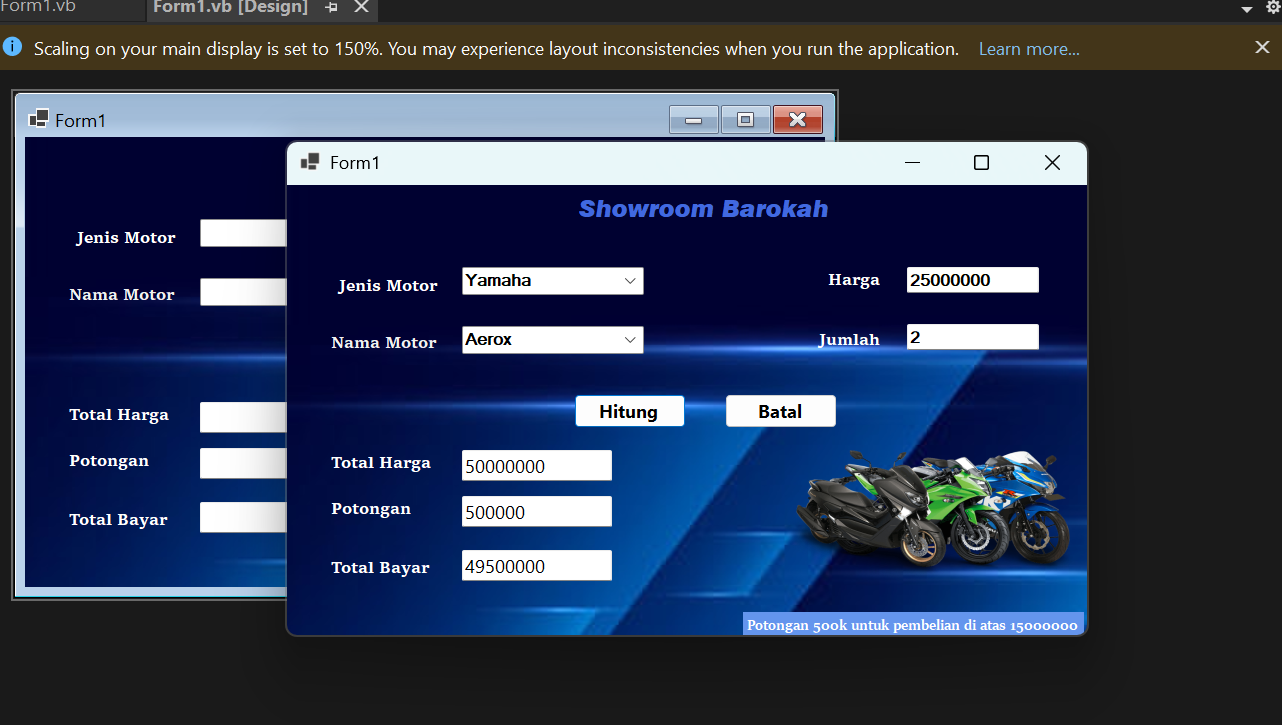 Form1.vb
Form1.vb [Design]
Scaling on your main display is set to 150%. You may experience layout inconsistencies when you run the application. Learn more...
Form1
Jenis Motor
Nama Motor
Total Harga
Potongan
Total Bayar
Form1
Showroom Barokah
Jenis Motor Yamaha Harga 25000000
Nama Motor Aerox Jumlah 2
Hitung Batal
Total Harga 50000000
Potongan 500000
Total Bayar 49500000
Potongan 500k untuk pembelian di atas 15000000